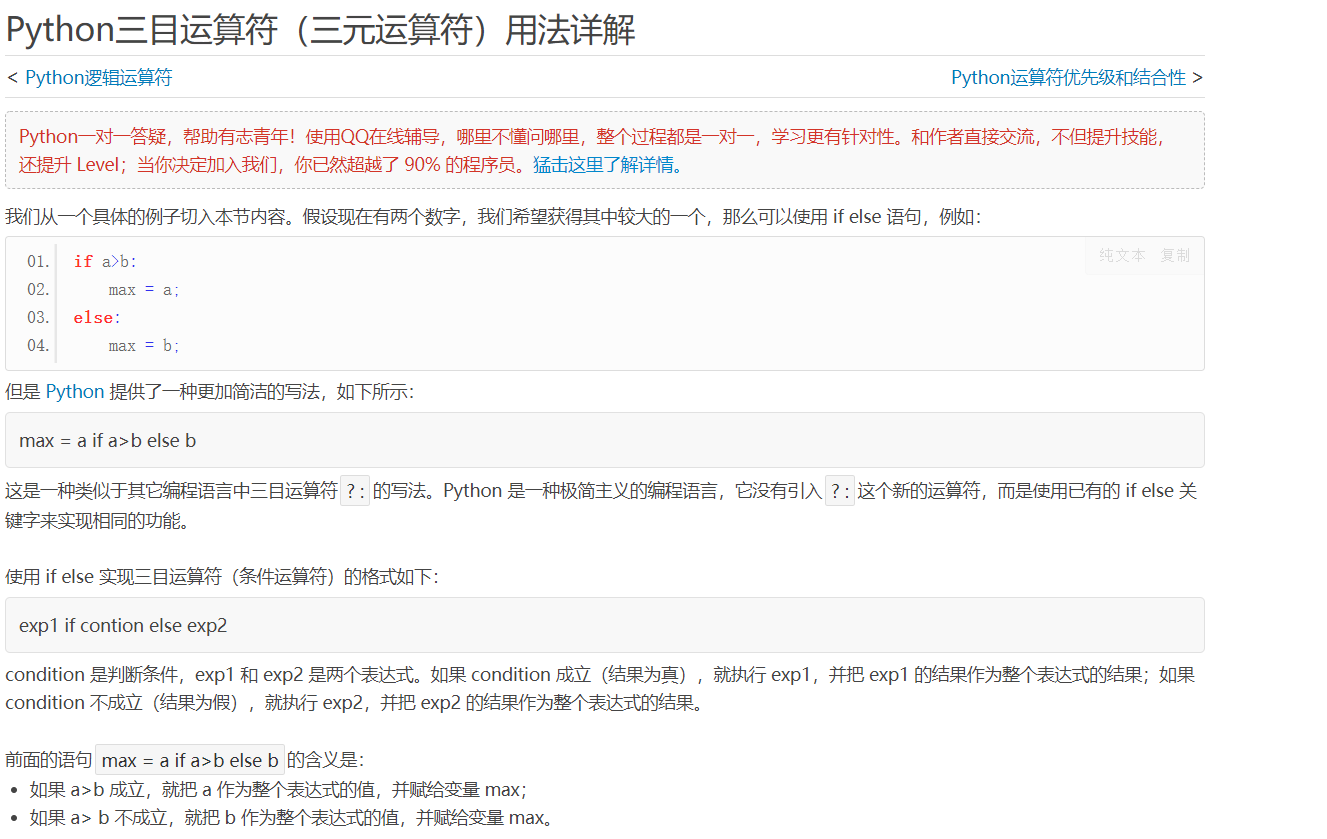 Python三目运算符（三元运算符）用法详解
< Python逻辑运算符
Python运算符优先级和结合性 >
Python一对一答疑，帮助有志青年！使用QQ在线辅导，哪里不懂问哪里，整个过程都是一对一，学习更有针对性。和作者直接交流，不但提升技能，
还提升 Level；当你决定加入我们，你已然超越了 90% 的程序员。猛击这里了解详情。
我们从一个具体的例子切入本节内容。假设现在有两个数字，我们希望获得其中较大的一个，那么可以使用 if else 语句，例如：
纯文本 复制
01. if a>b:
02.     max = a;
03. else:
04.     max = b;
但是 Python 提供了一种更加简洁的写法，如下所示：
max = a if a>b else b
这是一种类似于其它编程语言中三目运算符 ?: 的写法。Python 是一种极简主义的编程语言，它没有引入 ?: 这个新的运算符，而是使用已有的 if else 关
键字来实现相同的功能。
使用 if else 实现三目运算符（条件运算符）的格式如下：
exp1 if contion else exp2
condition 是判断条件，exp1 和 exp2 是两个表达式。如果 condition 成立（结果为真），就执行 exp1，并把 exp1 的结果作为整个表达式的结果；如果
condition 不成立（结果为假），就执行 exp2，并把 exp2 的结果作为整个表达式的结果。
前面的语句 max = a if a>b else b 的含义是：
• 如果 a>b 成立，就把 a 作为整个表达式的值，并赋给变量 max；
• 如果 a> b 不成立，就把 b 作为整个表达式的值，并赋给变量 max。